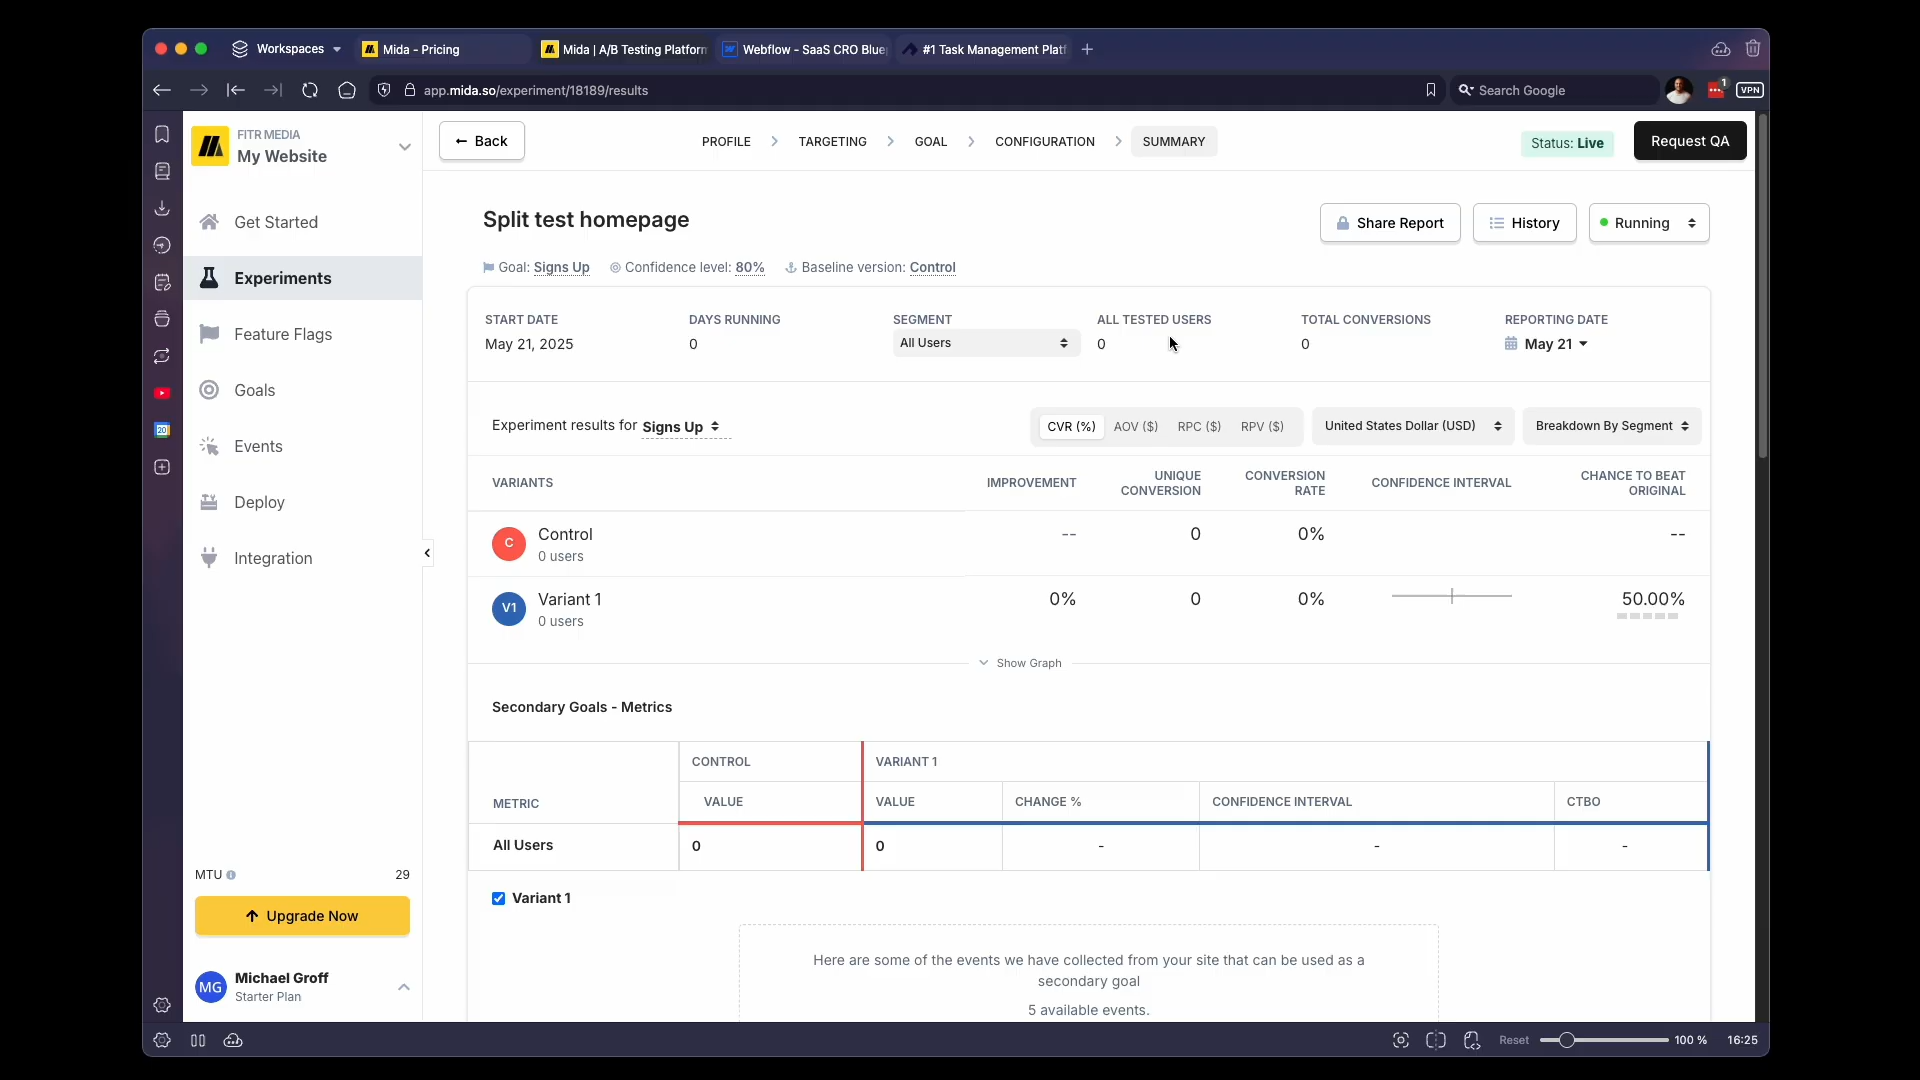 Workspaces
Mida - Pricing
Mida | A/B Testing Platform
Webflow - SaaS CRO Blue
#1 Task Management Platf
app.mida.so/experiment/18189/results
Search Google
1
VPN
FITR MEDIA
My Website
Back
PROFILE
TARGETING
GOAL
CONFIGURATION
SUMMARY
Status: Live
Request QA
Get Started
Experiments
Feature Flags
Goals
Events
Deploy
Integration
20
Split test homepage
Share Report
History
Running
Goal: Signs Up
Confidence level: 80%
Baseline version: Control
START DATE
May 21, 2025
DAYS RUNNING
0
SEGMENT
All Users
ALL TESTED USERS
0
TOTAL CONVERSIONS
0
REPORTING DATE
May 21
Experiment results for Signs Up
CVR (%)
AOV ($)
RPC ($)
RPV ($)
United States Dollar (USD)
Breakdown By Segment
VARIANTS
IMPROVEMENT
UNIQUE CONVERSION
CONVERSION RATE
CONFIDENCE INTERVAL
CHANCE TO BEAT ORIGINAL
C
Control
0 users
--
0
0%
--
V1
Variant 1
0 users
0%
0
0%
50.00%
Show Graph
Secondary Goals - Metrics
CONTROL
VARIANT 1
METRIC
VALUE
VALUE
CHANGE %
CONFIDENCE INTERVAL
CTBO
All Users
0
0
-
-
-
Variant 1
Here are some of the events we have collected from your site that can be used as a
secondary goal
5 available events.
MTU
29
Upgrade Now
MG
Michael Groff
Starter Plan
Reset
100 %
16:25